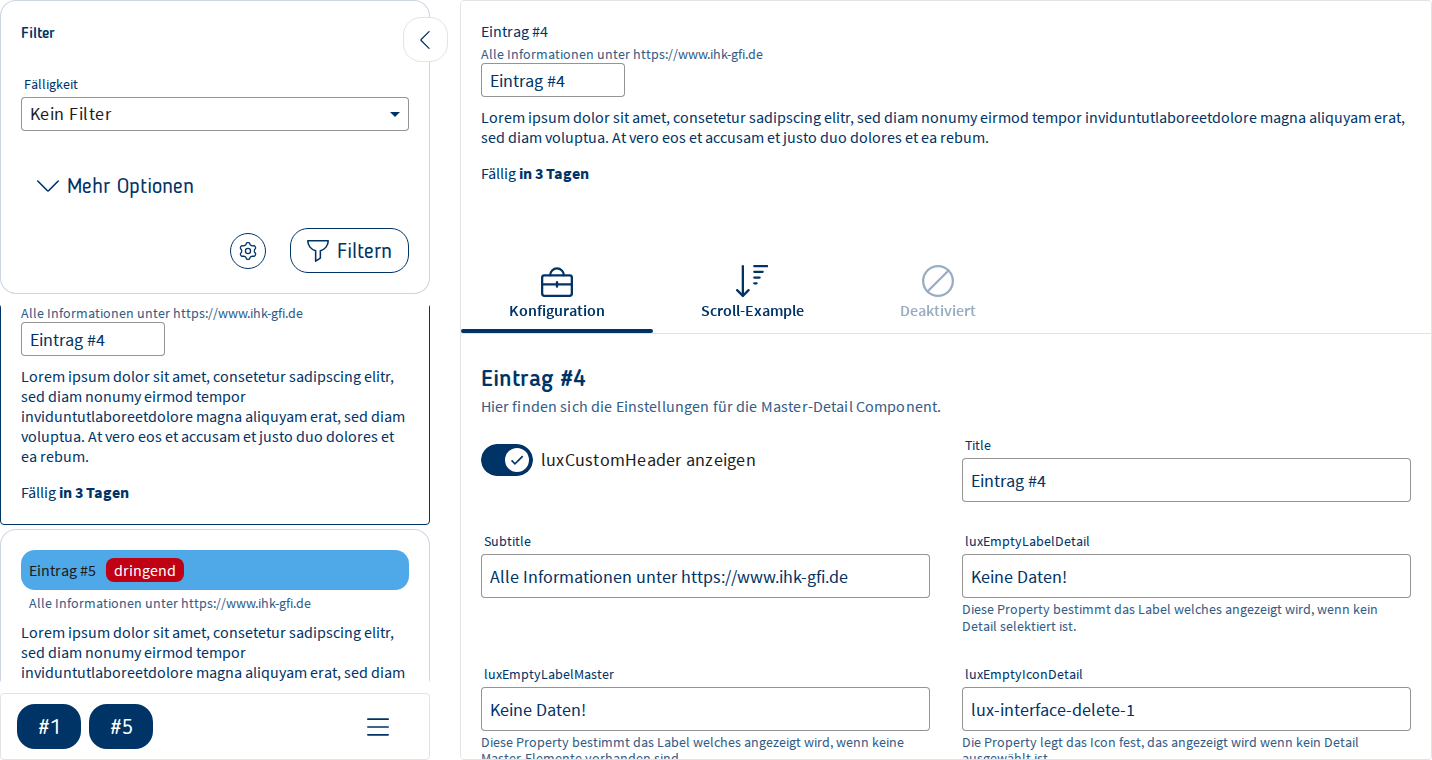 Filter
Fälligkeit
Kein Filter
Mehr Optionen
Filtern
Alle Informationen unter https://www.ihk-gfi.de
Eintrag #4
Lorem ipsum dolor sit amet, consetetur sadipscing elitr,
sed diam nonumy eirmod tempor
inviduntutlaboreetdolore magna aliquyam erat, sed diam
voluptua. At vero eos et accusam et justo duo dolores et
ea rebum.
Fällig in 3 Tagen
Eintrag #5 dringend
Alle Informationen unter https://www.ihk-gfi.de
Lorem ipsum dolor sit amet, consetetur sadipscing elitr,
sed diam nonumy eirmod tempor
inviduntutlaboreetdolore magna aliquyam erat, sed diam
#1 #5
Eintrag #4
Alle Informationen unter https://www.ihk-gfi.de
Eintrag #4
Lorem ipsum dolor sit amet, consetetur sadipscing elitr, sed diam nonumy eirmod tempor inviduntutlaboreetdolore magna aliquyam erat,
sed diam voluptua. At vero eos et accusam et justo duo dolores et ea rebum.
Fällig in 3 Tagen
Konfiguration Scroll-Example Deaktiviert
Eintrag #4
Hier finden sich die Einstellungen für die Master-Detail Component.
luxCustomHeader anzeigen
Title
Eintrag #4
Subtitle
Alle Informationen unter https://www.ihk-gfi.de
luxEmptyLabelDetail
Keine Daten!
Diese Property bestimmt das Label welches angezeigt wird, wenn kein
Detail selektiert ist.
luxEmptyLabelMaster
Keine Daten!
Diese Property bestimmt das Label welches angezeigt wird, wenn keine
Master-Elemente vorhanden sind.
luxEmptyIconDetail
lux-interface-delete-1
Die Property legt das Icon fest, das angezeigt wird wenn kein Detail
ausgewählt ist.